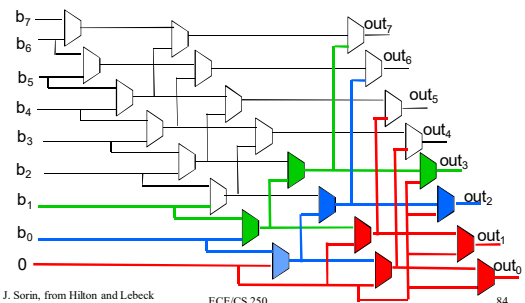 b7
out7
b6
out6
b5
out5
b4
out4
b3
out3
b2
out2
b1
out1
b0
out0
0
J. Sorin, from Hilton and Lebeck
ECE/CS 250
84